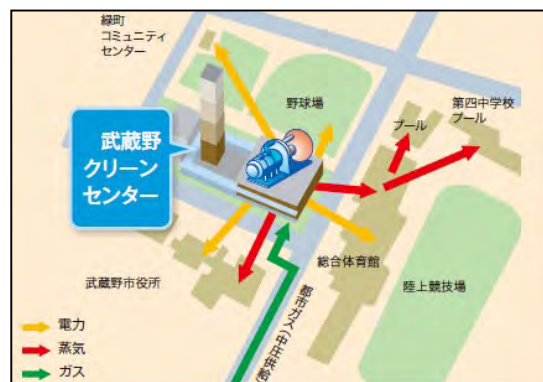 緑町
コミュニティ
センター
野球場
プール
第四中学校
プール
武蔵野
クリーン
センター
総合体育館
武蔵野市役所
陸上競技場
都市ガス（中圧供給）
電力
蒸気
ガス